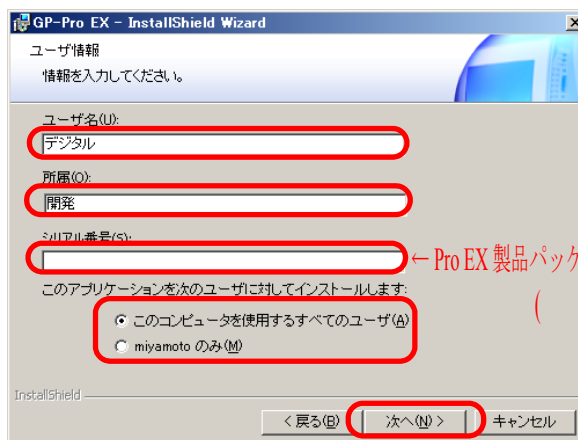 GP-Pro EX - InstallShield Wizard
ユーザ情報
情報を入力してください。
ユーザ名(U):
デジタル
所属(O):
開発
シリアル番号(S):
←Pro EX 製品パッケ
(
このアプリケーションを次のユーザに対してインストールします:
このコンピュータを使用するすべてのユーザ(A)
miyamoto のみ(M)
InstallShield
< 戻る(B)
次へ(N) >
キャンセル